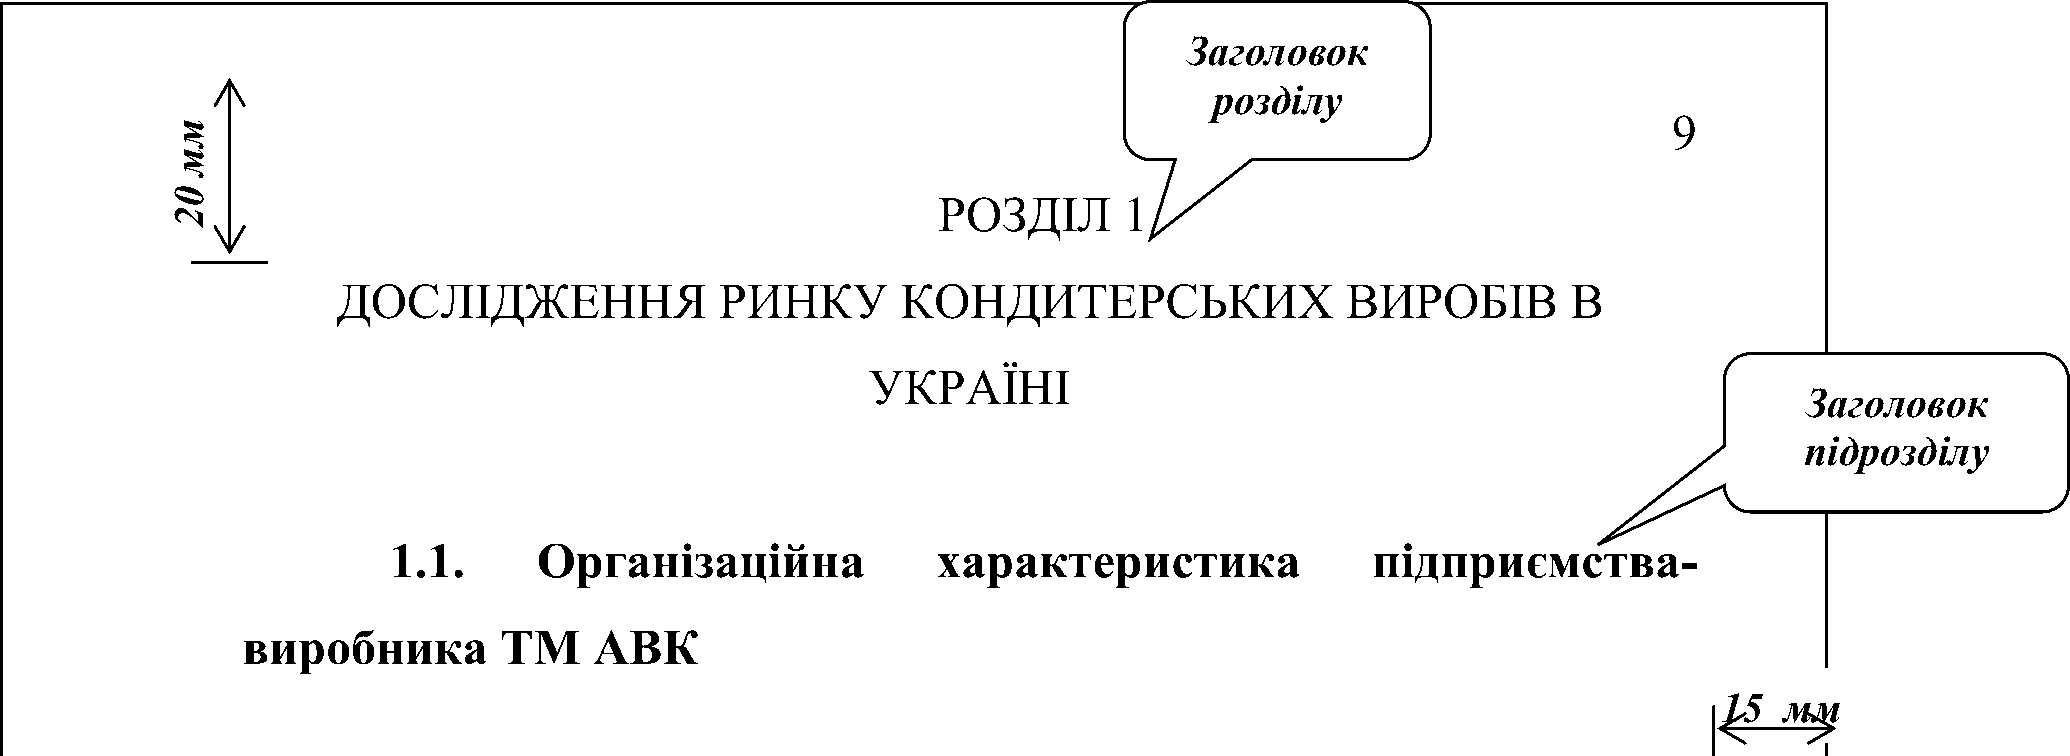 Заголовок
розділу
9
20 мм
РОЗДІЛ 1
ДОСЛІДЖЕННЯ РИНКУ КОНДИТЕРСЬКИХ ВИРОБІВ В
УКРАЇНІ
Заголовок
підрозділу
1.1. Організаційна характеристика підприємства-
виробника ТМ АВК
15 мм